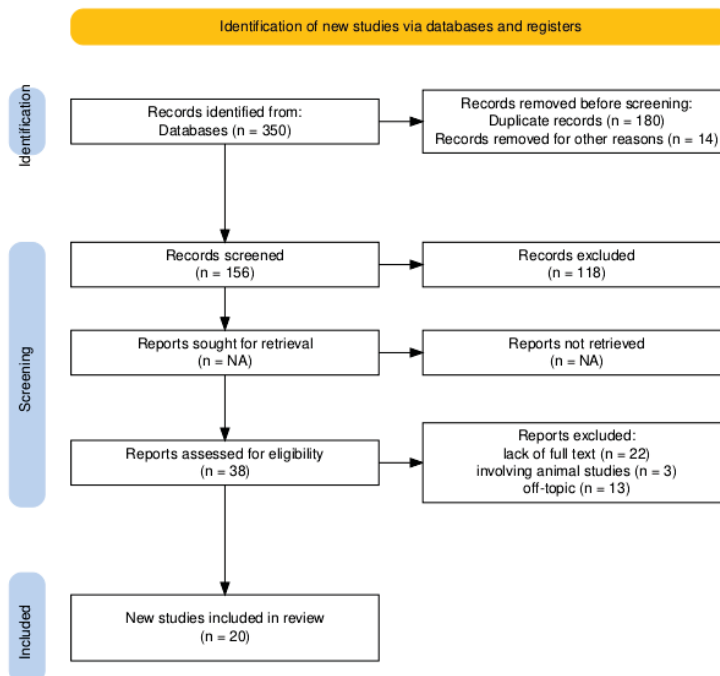 Identification of new studies via databases and registers
Identification
Records identified from:
Databases (n = 350)
Records removed before screening:
Duplicate records (n = 180)
Records removed for other reasons (n = 14)
Screening
Records screened
(n = 156)
Records excluded
(n = 118)
Reports sought for retrieval
(n = NA)
Reports not retrieved
(n = NA)
Reports assessed for eligibility
(n = 38)
Reports excluded:
lack of full text (n = 22)
involving animal studies (n = 3)
off-topic (n = 13)
Included
New studies included in review
(n = 20)